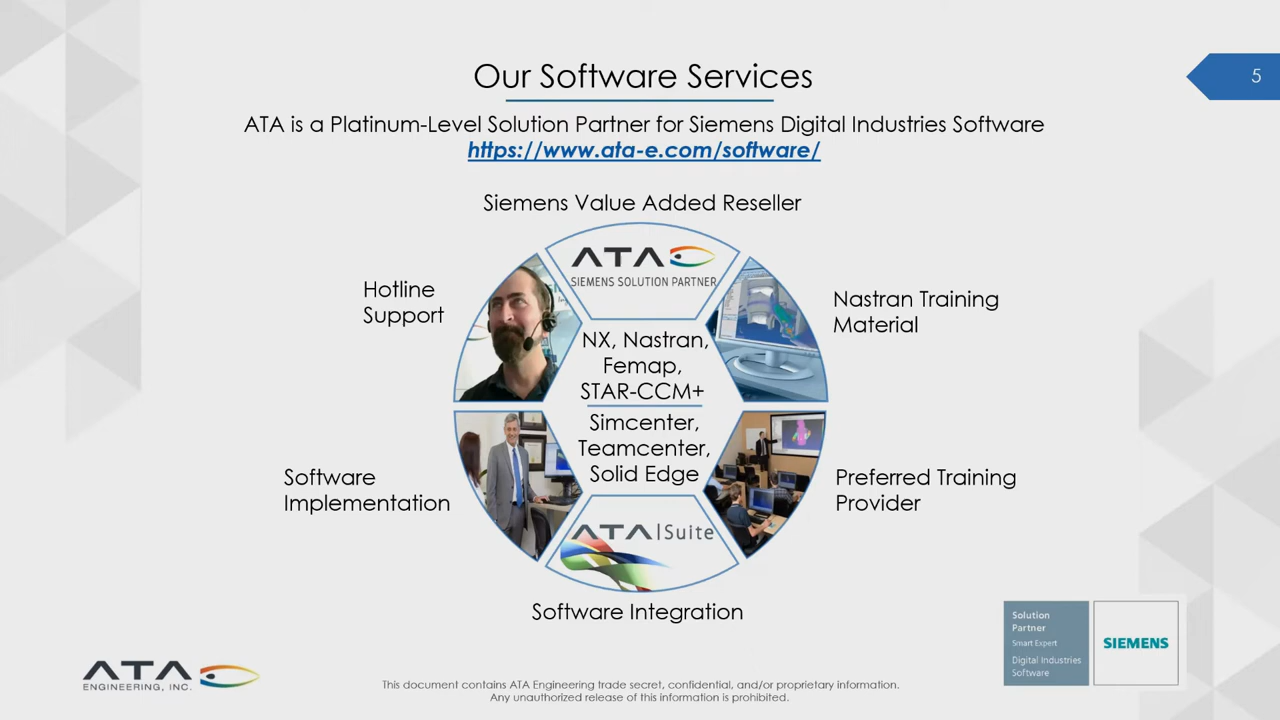 Our Software Services
5
ATA is a Platinum-Level Solution Partner for Siemens Digital Industries Software
https://www.ata-e.com/software/
Siemens Value Added Reseller
ATA
SIEMENS SOLUTION PARTNER
Hotline
Support
Nastran Training
Material
NX, Nastran,
Femap,
STAR-CCM+
Simcenter,
Teamcenter,
Solid Edge
Software
Implementation
Preferred Training
Provider
ATA|Suite
Software Integration
Solution
Partner
Smart Expert
Digital Industries
Software
SIEMENS
ATA
ENGINEERING, INC.
This document contains ATA Engineering trade secret, confidential, and/or proprietary information.
Any unauthorized release of this information is prohibited.